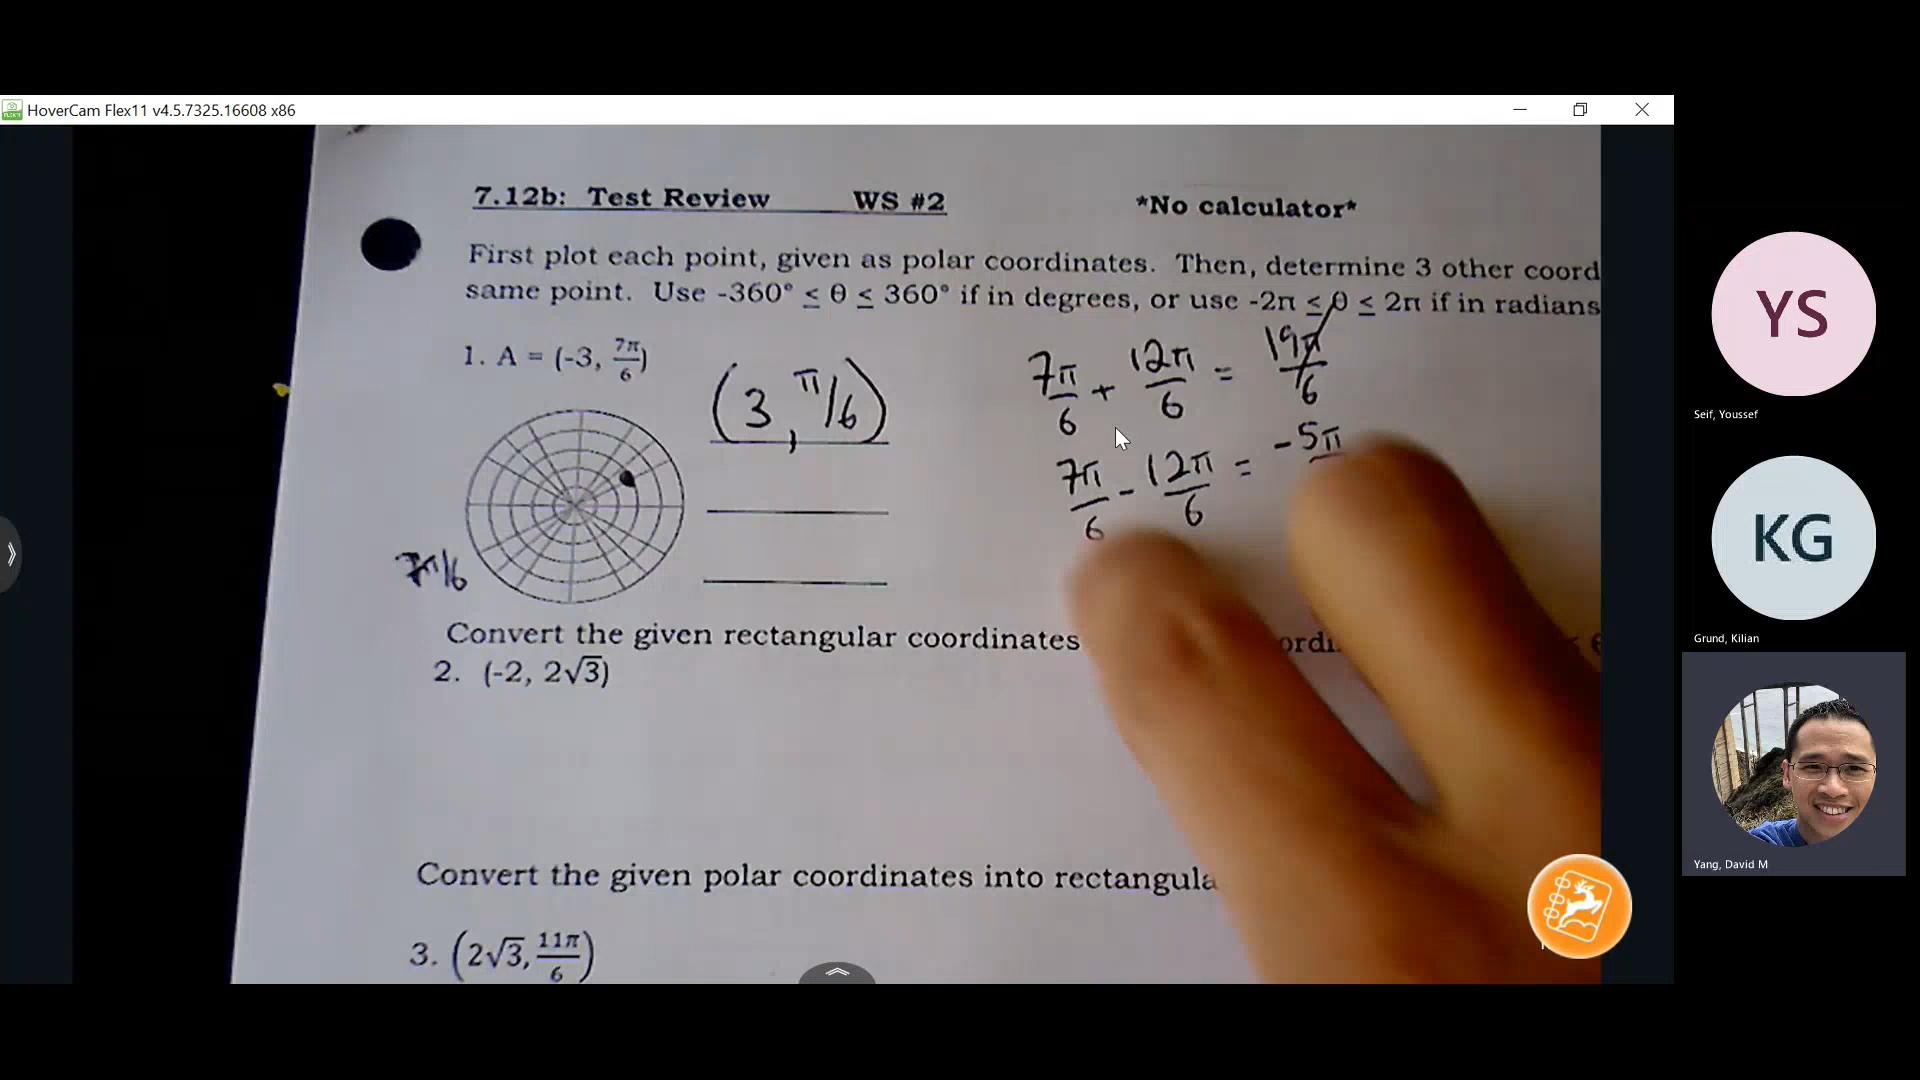 HoverCam Flex11 v4.5.7325.16608 x86
7.12b: Test Review WS #2 *No calculator*
First plot each point, given as polar coordinates. Then, determine 3 other coord
same point. Use -360° ≤ θ ≤ 360° if in degrees, or use -2π ≤ θ ≤ 2π if in radians
1. A = (-3, 7π/6)
(3, π/6)
7π/6 + 12π/6 = 19π/6
7π/6 - 12π/6 = -5π
7π/6
Convert the given rectangular coordinates
2. (-2, 2√3)
Convert the given polar coordinates into rectangula
3. (2√3, 11π/6)
YS
Seif, Youssef
KG
Grund, Kilian
Yang, David M